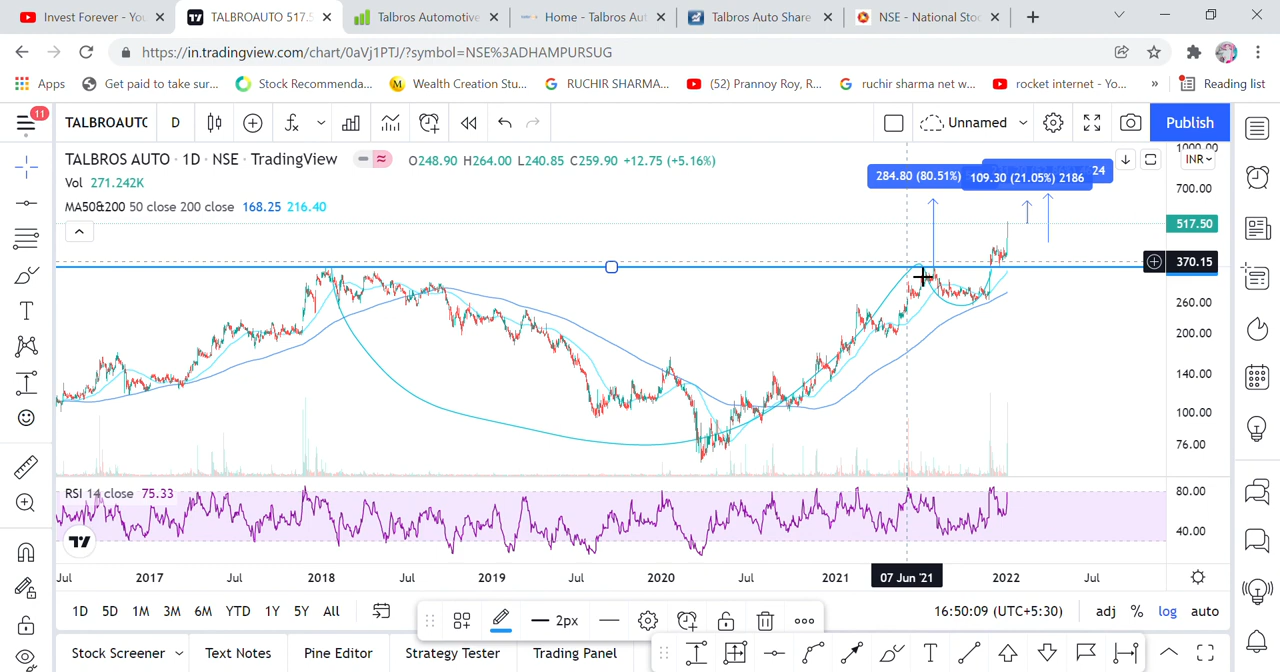 Invest Forever - You
TALBROAUTO 517.5
Talbros Automotive
Home - Talbros Aut
Talbros Auto Share
NSE - National Stoc
https://in.tradingview.com/chart/0aVj1PTJ/?symbol=NSE%3ADHAMPURSUG
Apps
Get paid to take sur...
Stock Recommenda...
Wealth Creation Stu...
RUCHIR SHARMA...
(52) Prannoy Roy, R...
ruchir sharma net w...
rocket internet - Yo...
»
Reading list
11
TALBROAUTO
D
Unnamed
Publish
TALBROS AUTO · 1D · NSE · TradingView
O248.90 H264.00 L240.85 C259.90 +12.75 (+5.16%)
Vol 271.242K
MA50&200 50 close 200 close 168.25 216.40
284.80 (80.51%)
109.30 (21.05%) 2186
24
1000.00
INR
700.00
517.50
370.15
260.00
200.00
140.00
100.00
76.00
RSI 14 close 75.33
80.00
40.00
Jul
2017
Jul
2018
Jul
2019
Jul
2020
Jul
2021
07 Jun '21
2022
Jul
1D 5D 1M 3M 6M YTD 1Y 5Y All
2px
16:50:09 (UTC+5:30)
adj % log auto
Stock Screener
Text Notes
Pine Editor
Strategy Tester
Trading Panel